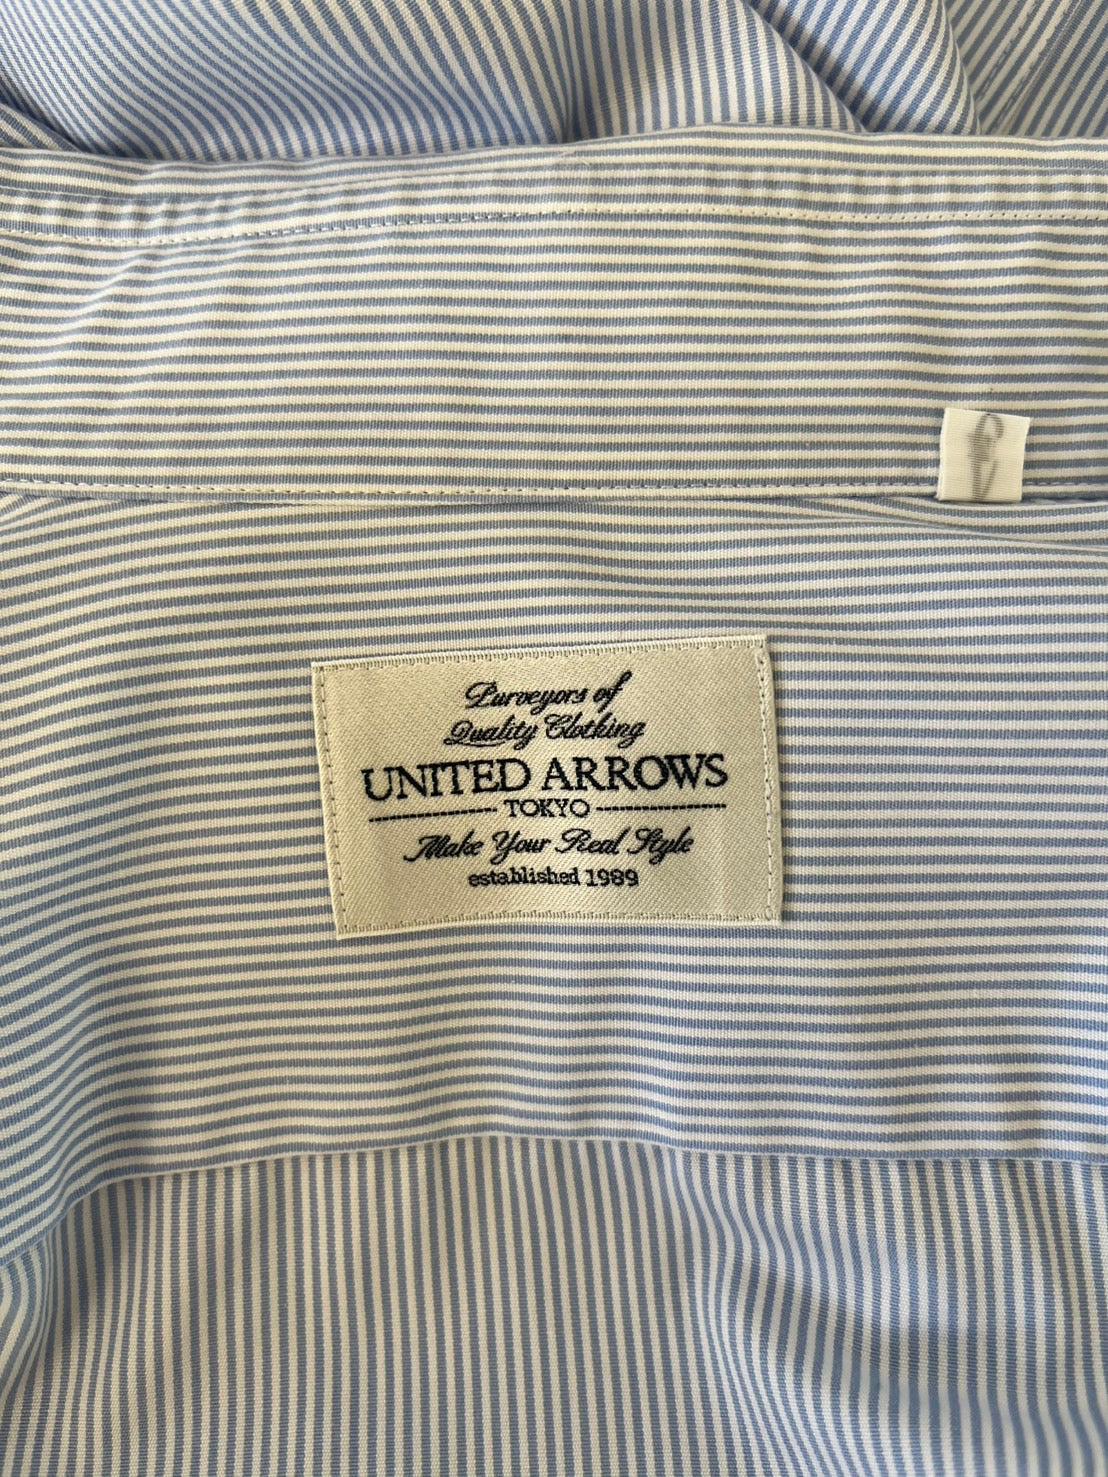 Purveyors of
Quality Clothing
UNITED ARROWS
TOKYO
Make Your Real Style
established 1989